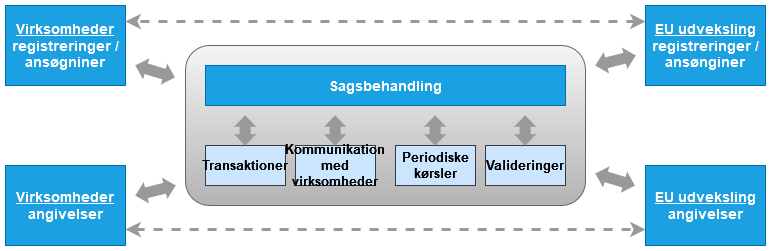 Virksomheder
registreringer /
ansøgniner
EU udveksling
registreringer /
ansønginer
Sagsbehandling
Transaktioner
Kommunikation
med
virksomheder
Periodiske
kørsler
Valideringer
Virksomheder
angivelser
EU udveksling
angivelser